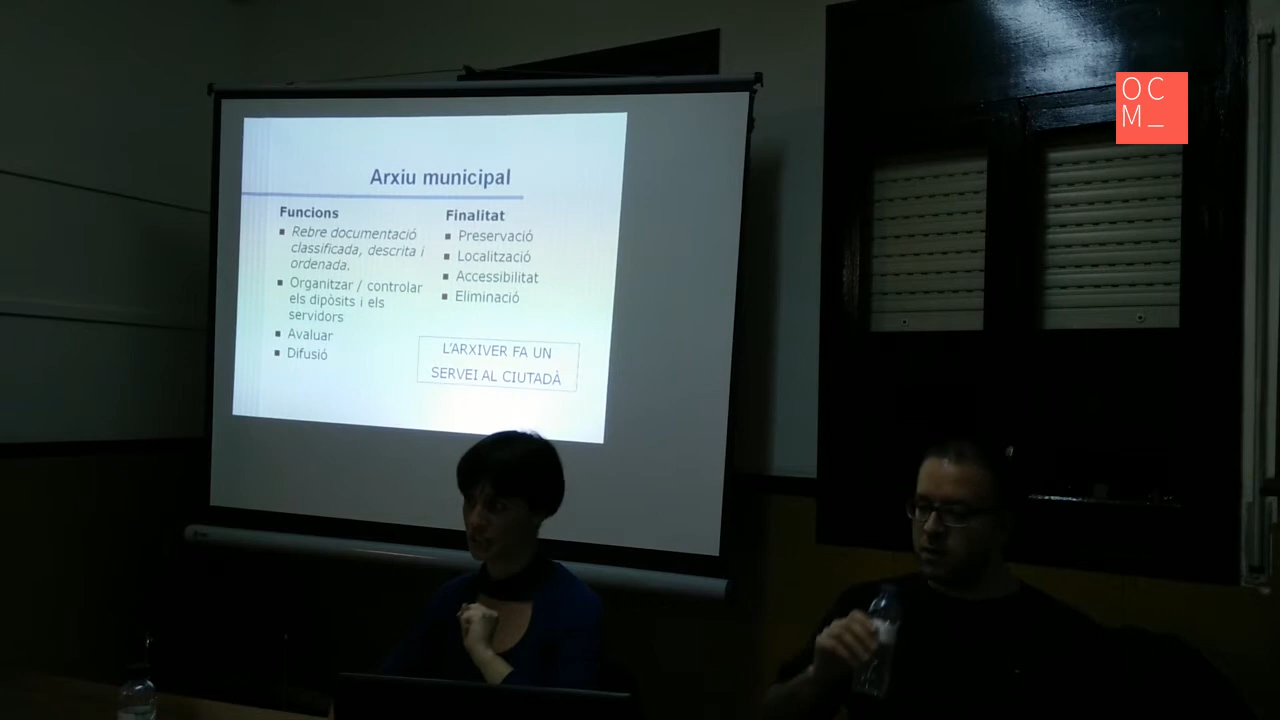 OC
M_
Arxiu municipal
Funcions
Rebre documentació
classificada, descrita i
ordenada.
Organitzar / controlar
els dipòsits i els
servidors
Avaluar
Difusió
Finalitat
Preservació
Localització
Accessibilitat
Eliminació
L'ARXIVER FA UN
SERVEI AL CIUTADÀ